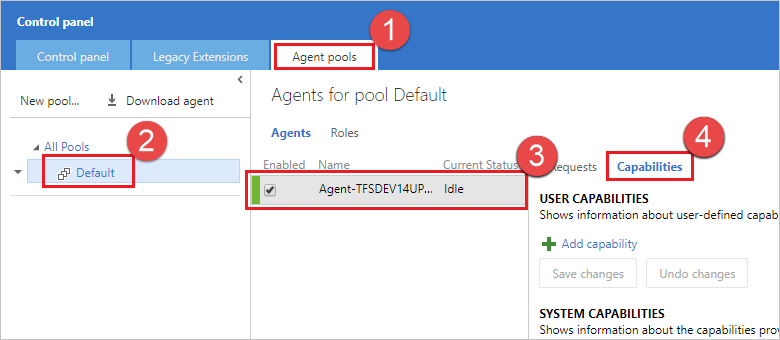 Control panel
1
Control panel Legacy Extensions Agent pools
New pool... Download agent
Agents for pool Default
2
All Pools
Default
Agents Roles
Enabled Name Current Status
3
Agent-TFSDEV14UP... Idle
4
Requests Capabilities
USER CAPABILITIES
Shows information about user-defined capab
Add capability
Save changes Undo changes
SYSTEM CAPABILITIES
Shows information about the capabilities prov